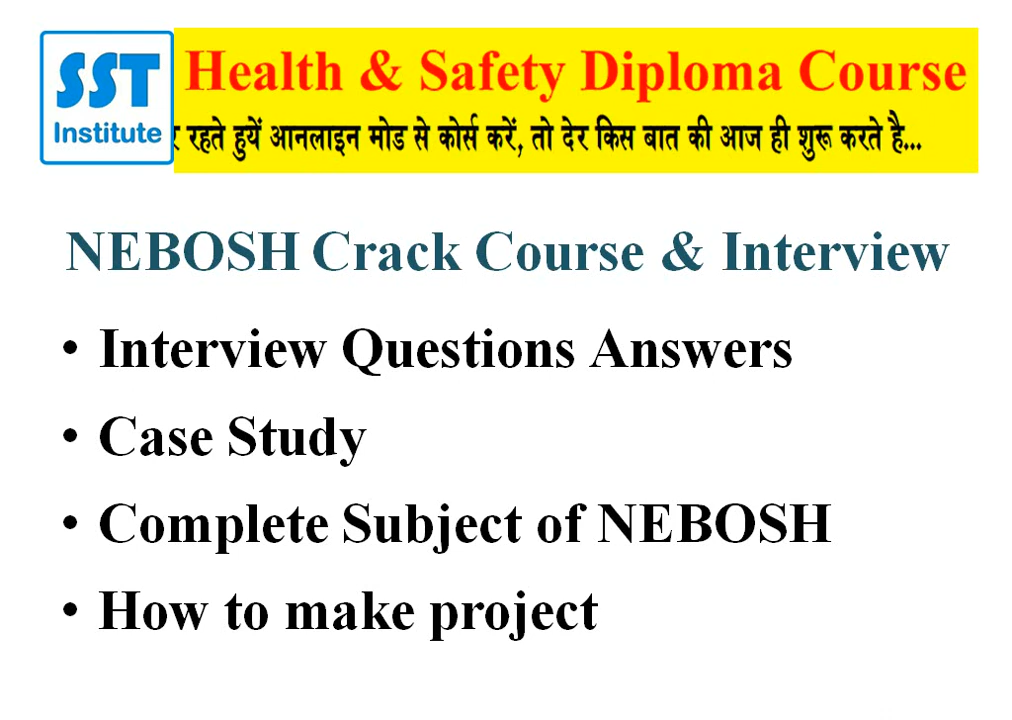 SST
Institute
Health & Safety Diploma Course
रहते हुयें आनलाइन मोड से कोर्स करें, तो देर किस बात की आज ही शुरू करते है...
NEBOSH Crack Course & Interview
• Interview Questions Answers
• Case Study
• Complete Subject of NEBOSH
• How to make project